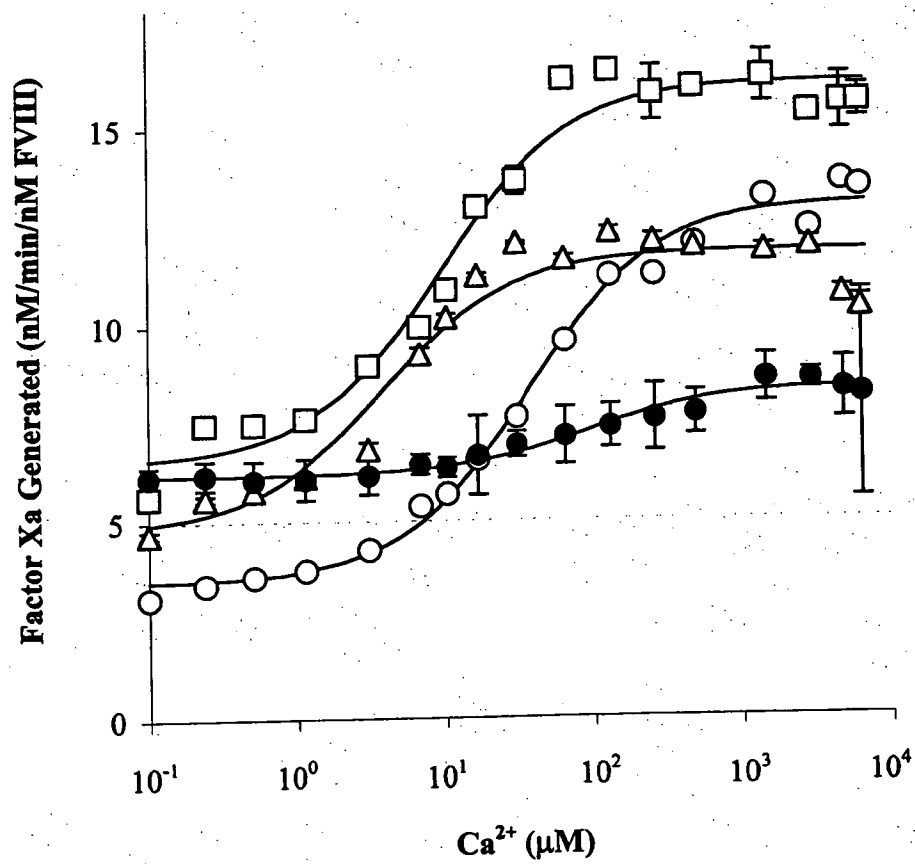 Factor Xa Generated (nM/min/nM FVIII)
15
10
5
0
10⁻¹ 10⁰ 10¹ 10² 10³ 10⁴
Ca²⁺ (μM)